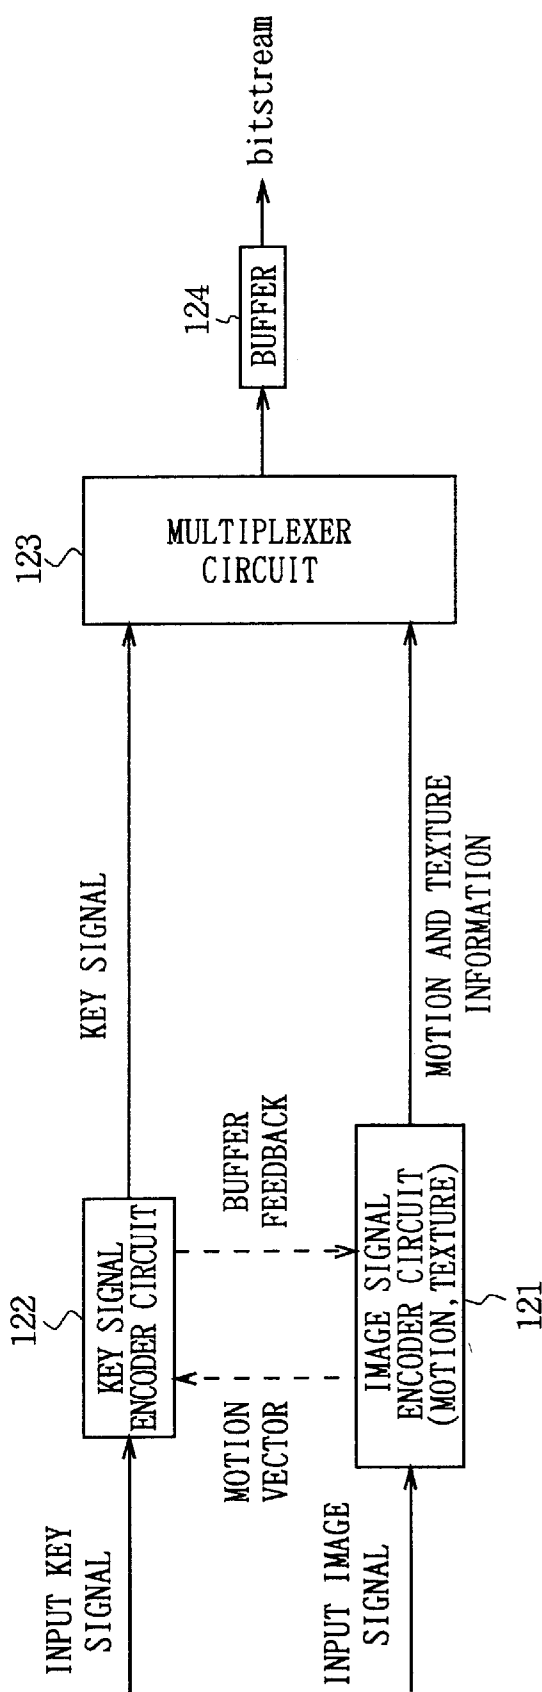 INPUT KEY
SIGNAL
122
KEY SIGNAL
ENCODER CIRCUIT
KEY SIGNAL
MOTION
VECTOR
BUFFER
FEEDBACK
INPUT IMAGE
SIGNAL
IMAGE SIGNAL
ENCODER CIRCUIT
(MOTION, TEXTURE)
121
MOTION AND TEXTURE
INFORMATION
123
MULTIPLEXER
CIRCUIT
124
BUFFER
bitstream